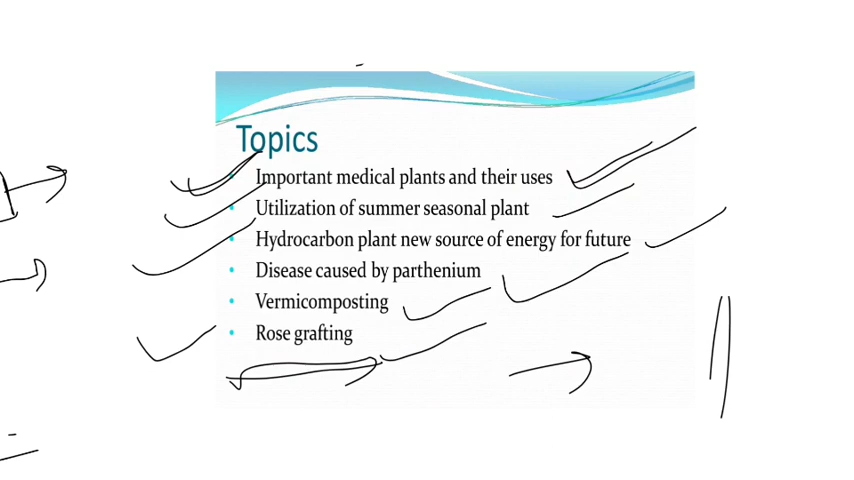 Topics
• Important medical plants and their uses
• Utilization of summer seasonal plant
• Hydrocarbon plant new source of energy for future
• Disease caused by parthenium
• Vermicomposting
• Rose grafting